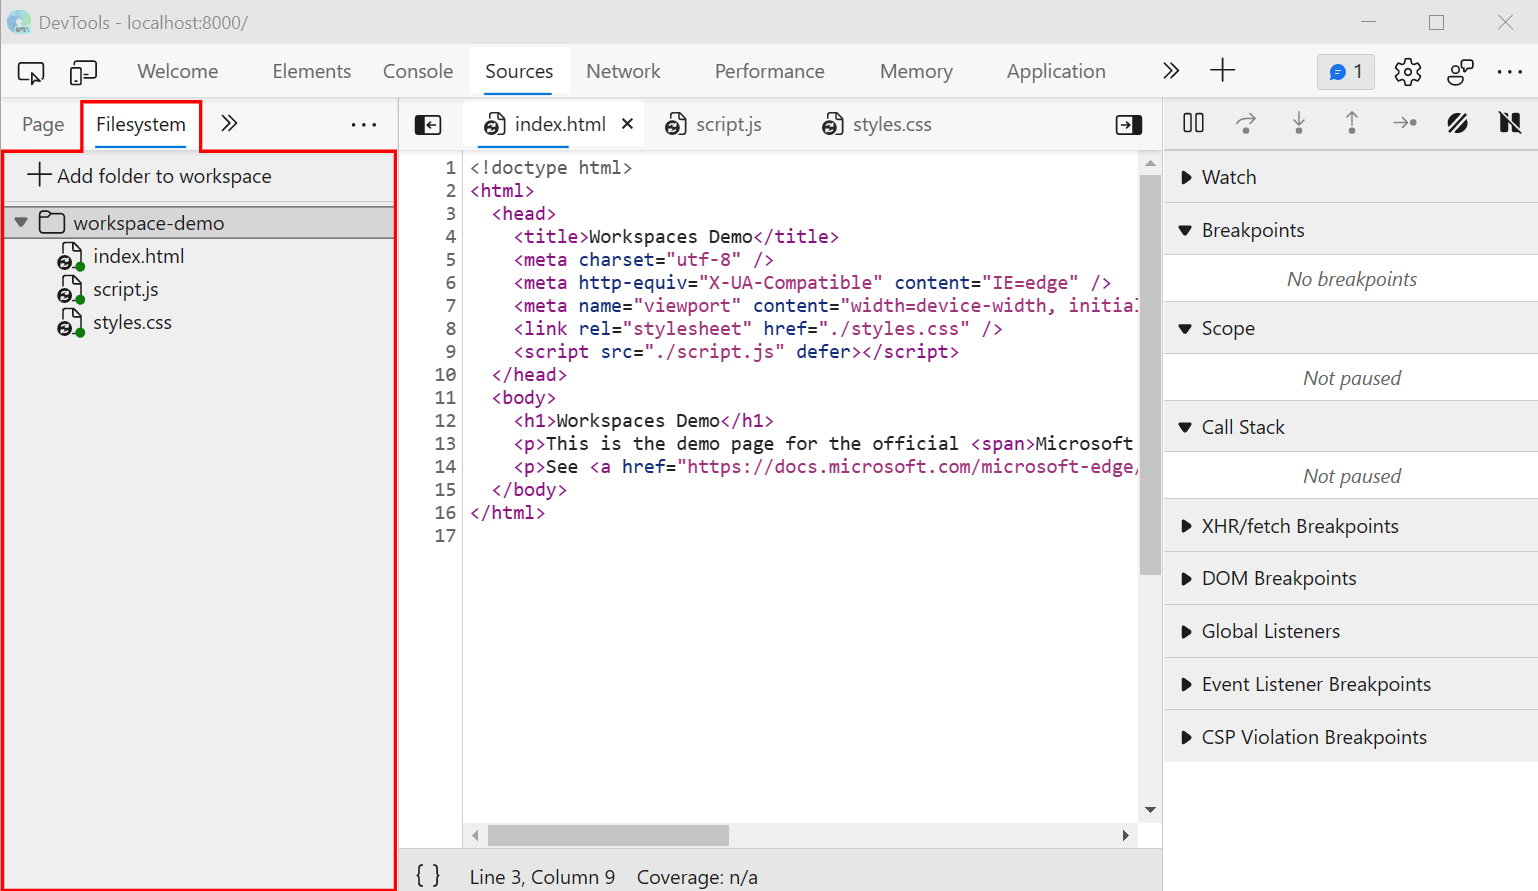 DevTools - localhost:8000/
Welcome Elements Console Sources Network Performance Memory Application 1
Page Filesystem
Add folder to workspace
workspace-demo
index.html
script.js
styles.css
index.html script.js styles.css
1 <!doctype html>
2 <html>
3 <head>
4 <title>Workspaces Demo</title>
5 <meta charset="utf-8" />
6 <meta http-equiv="X-UA-Compatible" content="IE=edge" />
7 <meta name="viewport" content="width=device-width, initial
8 <link rel="stylesheet" href="./styles.css" />
9 <script src="./script.js" defer></script>
10 </head>
11 <body>
12 <h1>Workspaces Demo</h1>
13 <p>This is the demo page for the official <span>Microsoft
14 <p>See <a href="https://docs.microsoft.com/microsoft-edge/
15 </body>
16 </html>
17
{ } Line 3, Column 9 Coverage: n/a
Watch
Breakpoints
No breakpoints
Scope
Not paused
Call Stack
Not paused
XHR/fetch Breakpoints
DOM Breakpoints
Global Listeners
Event Listener Breakpoints
CSP Violation Breakpoints